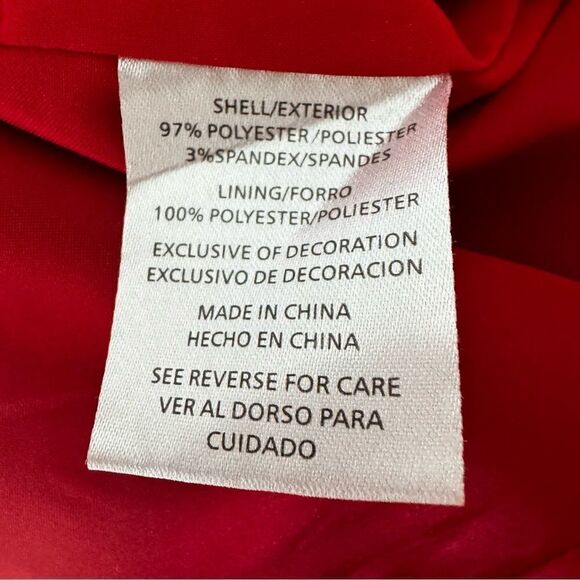 SHELL/EXTERIOR
97% POLYESTER/POLIESTER
3%SPANDEX/SPANDES
LINING/FORRO
100% POLYESTER/POLIESTER
EXCLUSIVE OF DECORATION
EXCLUSIVO DE DECORACION
MADE IN CHINA
HECHO EN CHINA
SEE REVERSE FOR CARE
VER AL DORSO PARA
CUIDADO